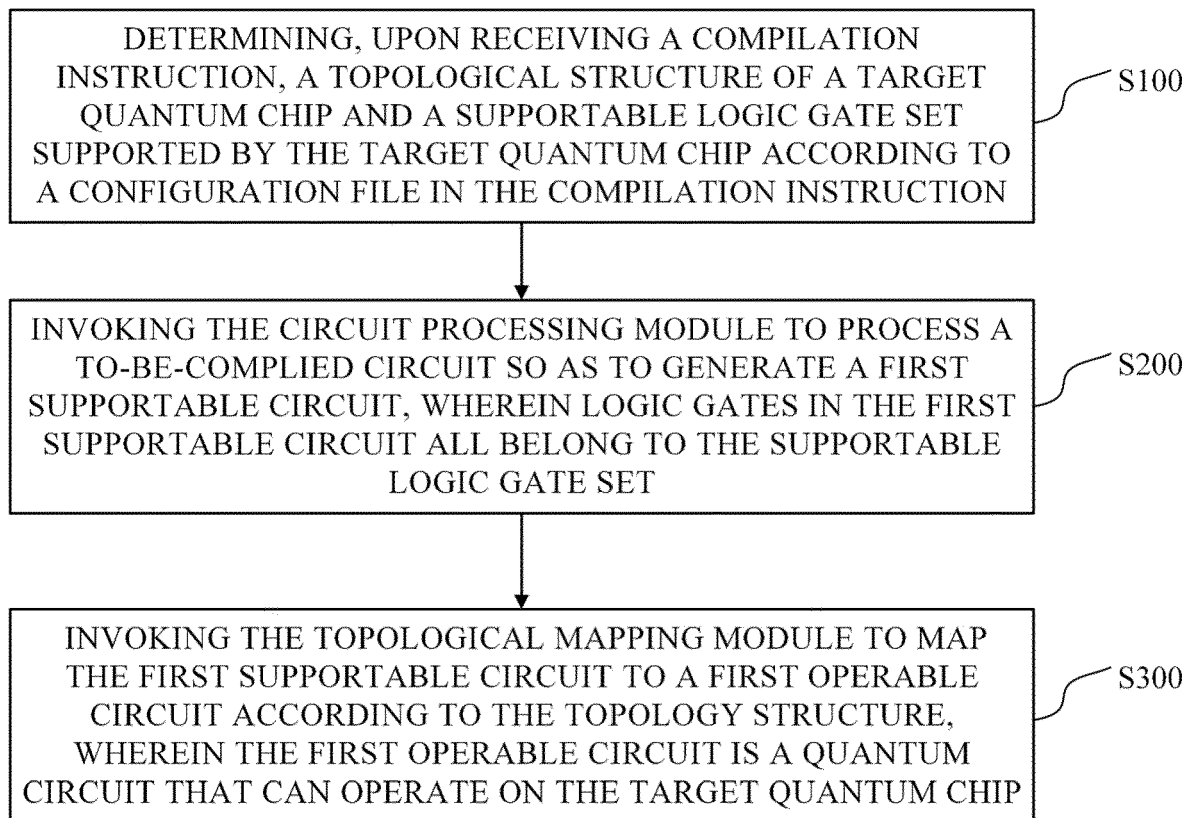 DETERMINING, UPON RECEIVING A COMPILATION
INSTRUCTION, A TOPOLOGICAL STRUCTURE OF A TARGET
QUANTUM CHIP AND A SUPPORTABLE LOGIC GATE SET
SUPPORTED BY THE TARGET QUANTUM CHIP ACCORDING TO
A CONFIGURATION FILE IN THE COMPILATION INSTRUCTION
S100
INVOKING THE CIRCUIT PROCESSING MODULE TO PROCESS A
TO-BE-COMPLIED CIRCUIT SO AS TO GENERATE A FIRST
SUPPORTABLE CIRCUIT, WHEREIN LOGIC GATES IN THE FIRST
SUPPORTABLE CIRCUIT ALL BELONG TO THE SUPPORTABLE
LOGIC GATE SET
S200
INVOKING THE TOPOLOGICAL MAPPING MODULE TO MAP
THE FIRST SUPPORTABLE CIRCUIT TO A FIRST OPERABLE
CIRCUIT ACCORDING TO THE TOPOLOGY STRUCTURE,
WHEREIN THE FIRST OPERABLE CIRCUIT IS A QUANTUM
CIRCUIT THAT CAN OPERATE ON THE TARGET QUANTUM CHIP
S300